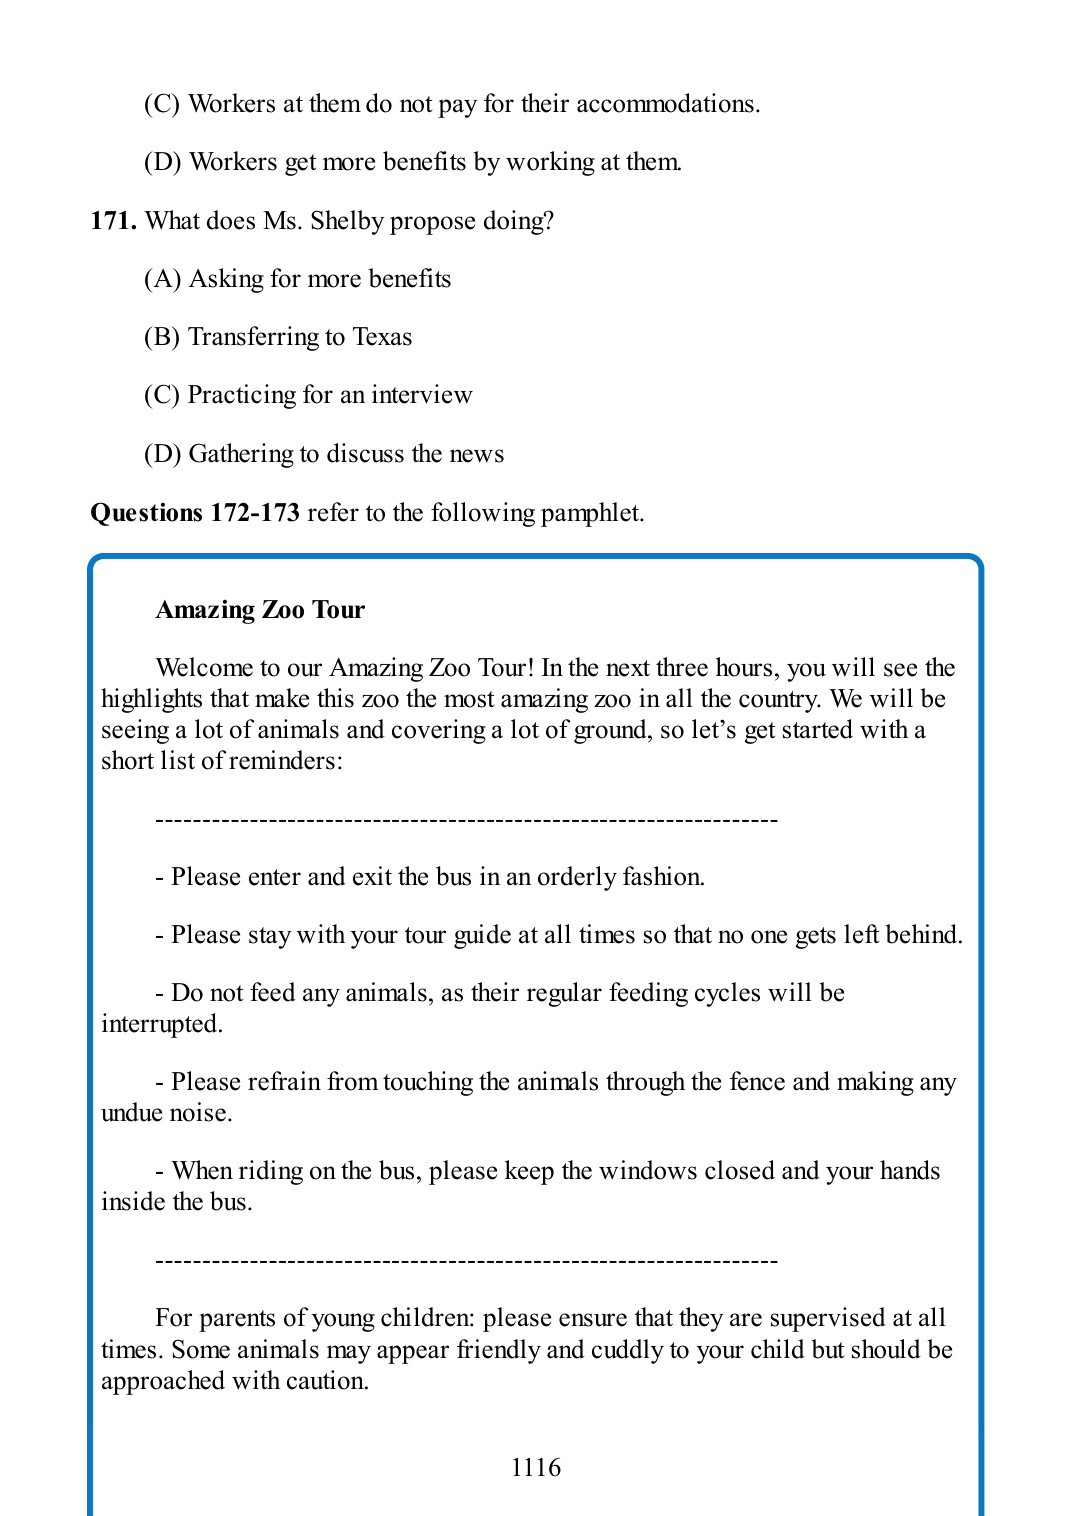 (C) Workers at them do not pay for their accommodations.
(D) Workers get more benefits by working at them.
171. What does Ms. Shelby propose doing?
(A) Asking for more benefits
(B) Transferring to Texas
(C) Practicing for an interview
(D) Gathering to discuss the news
Questions 172-173 refer to the following pamphlet.
Amazing Zoo Tour
Welcome to our Amazing Zoo Tour! In the next three hours, you will see the
highlights that make this zoo the most amazing zoo in all the country. We will be
seeing a lot of animals and covering a lot of ground, so let’s get started with a
short list of reminders:
-------------------------------------------------------------------
- Please enter and exit the bus in an orderly fashion.
- Please stay with your tour guide at all times so that no one gets left behind.
- Do not feed any animals, as their regular feeding cycles will be
interrupted.
- Please refrain from touching the animals through the fence and making any
undue noise.
- When riding on the bus, please keep the windows closed and your hands
inside the bus.
-------------------------------------------------------------------
For parents of young children: please ensure that they are supervised at all
times. Some animals may appear friendly and cuddly to your child but should be
approached with caution.
1116